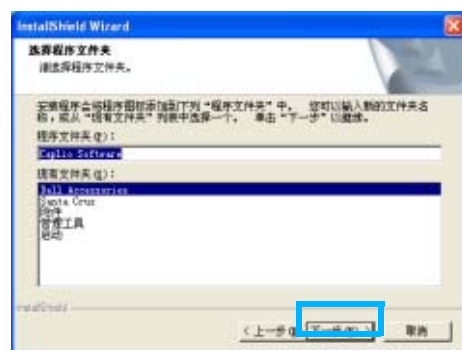 InstallShield Wizard
选择程序文件夹
请选择程序文件夹。
安装程序会将程序图标添加到下列“程序文件夹”中。 您可以输入新的文件夹名
称，或从“现有文件夹”列表中选择一个。 单击“下一步”以继续。
程序文件夹(P)：
Caplio Software
现有文件夹(X)：
Dell Accessories
Santa Cruz
附件
管理工具
启动
InstallShield
<上一步(B) 下一步(N) > 取消